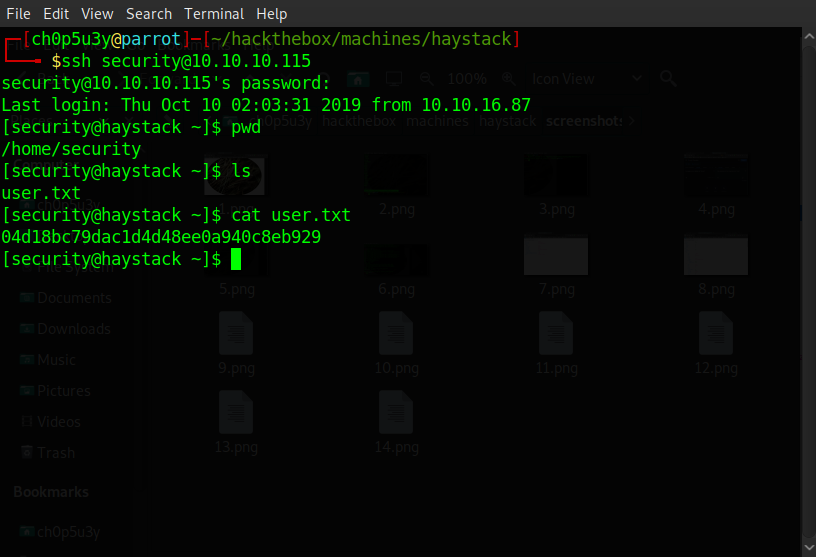 File Edit View Search Terminal Help
┌─[ch0p5u3y@parrot]─[~/hackthebox/machines/haystack]
└──╼ $ssh security@10.10.10.115
security@10.10.10.115's password:
Last login: Thu Oct 10 02:03:31 2019 from 10.10.16.87
[security@haystack ~]$ pwd
/home/security
[security@haystack ~]$ ls
user.txt
[security@haystack ~]$ cat user.txt
04d18bc79dac1d4d48ee0a940c8eb929
[security@haystack ~]$
100% Icon View
hackthebox machines haystack screenshot:
2.png 3.png 4.png
5.png 6.png 7.png 8.png
Documents
Downloads
9.png 10.png 11.png 12.png
Music
Pictures
Videos
13.png 14.png
Trash
Bookmarks
ch0p5u3y